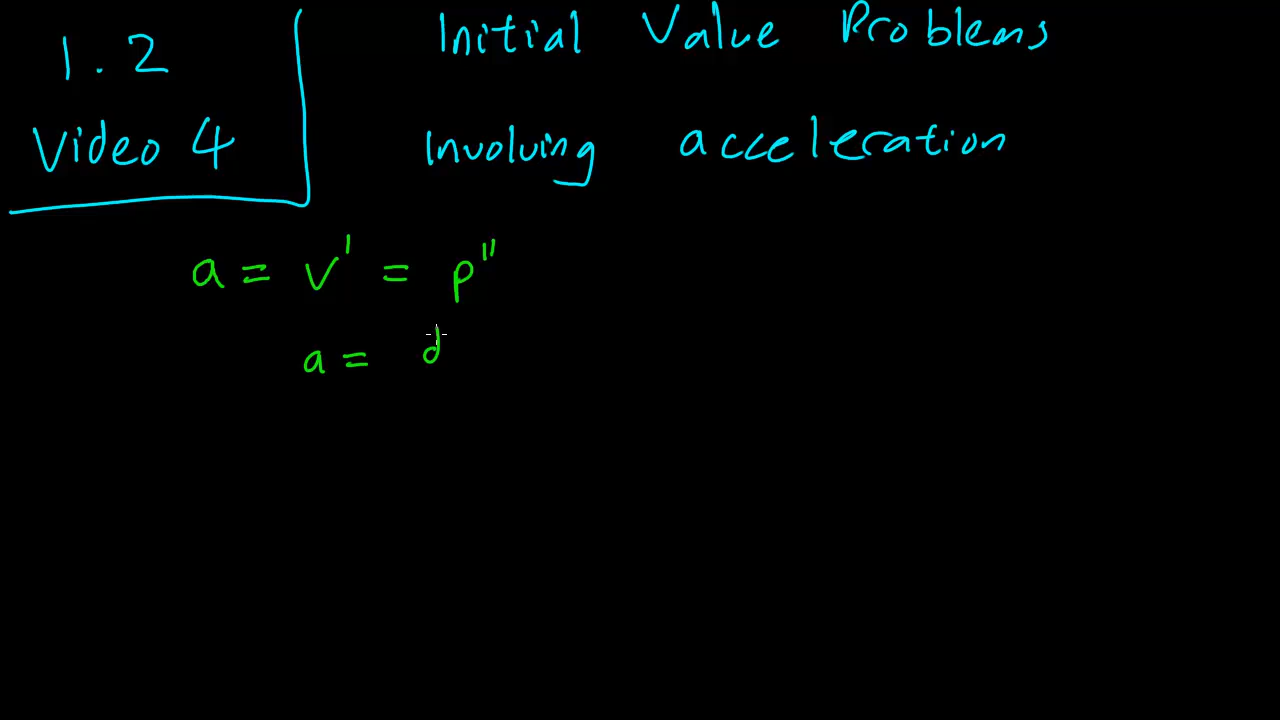 1.2
Video 4
Initial Value Problems
Involving acceleration
a = v' = p"
a = d